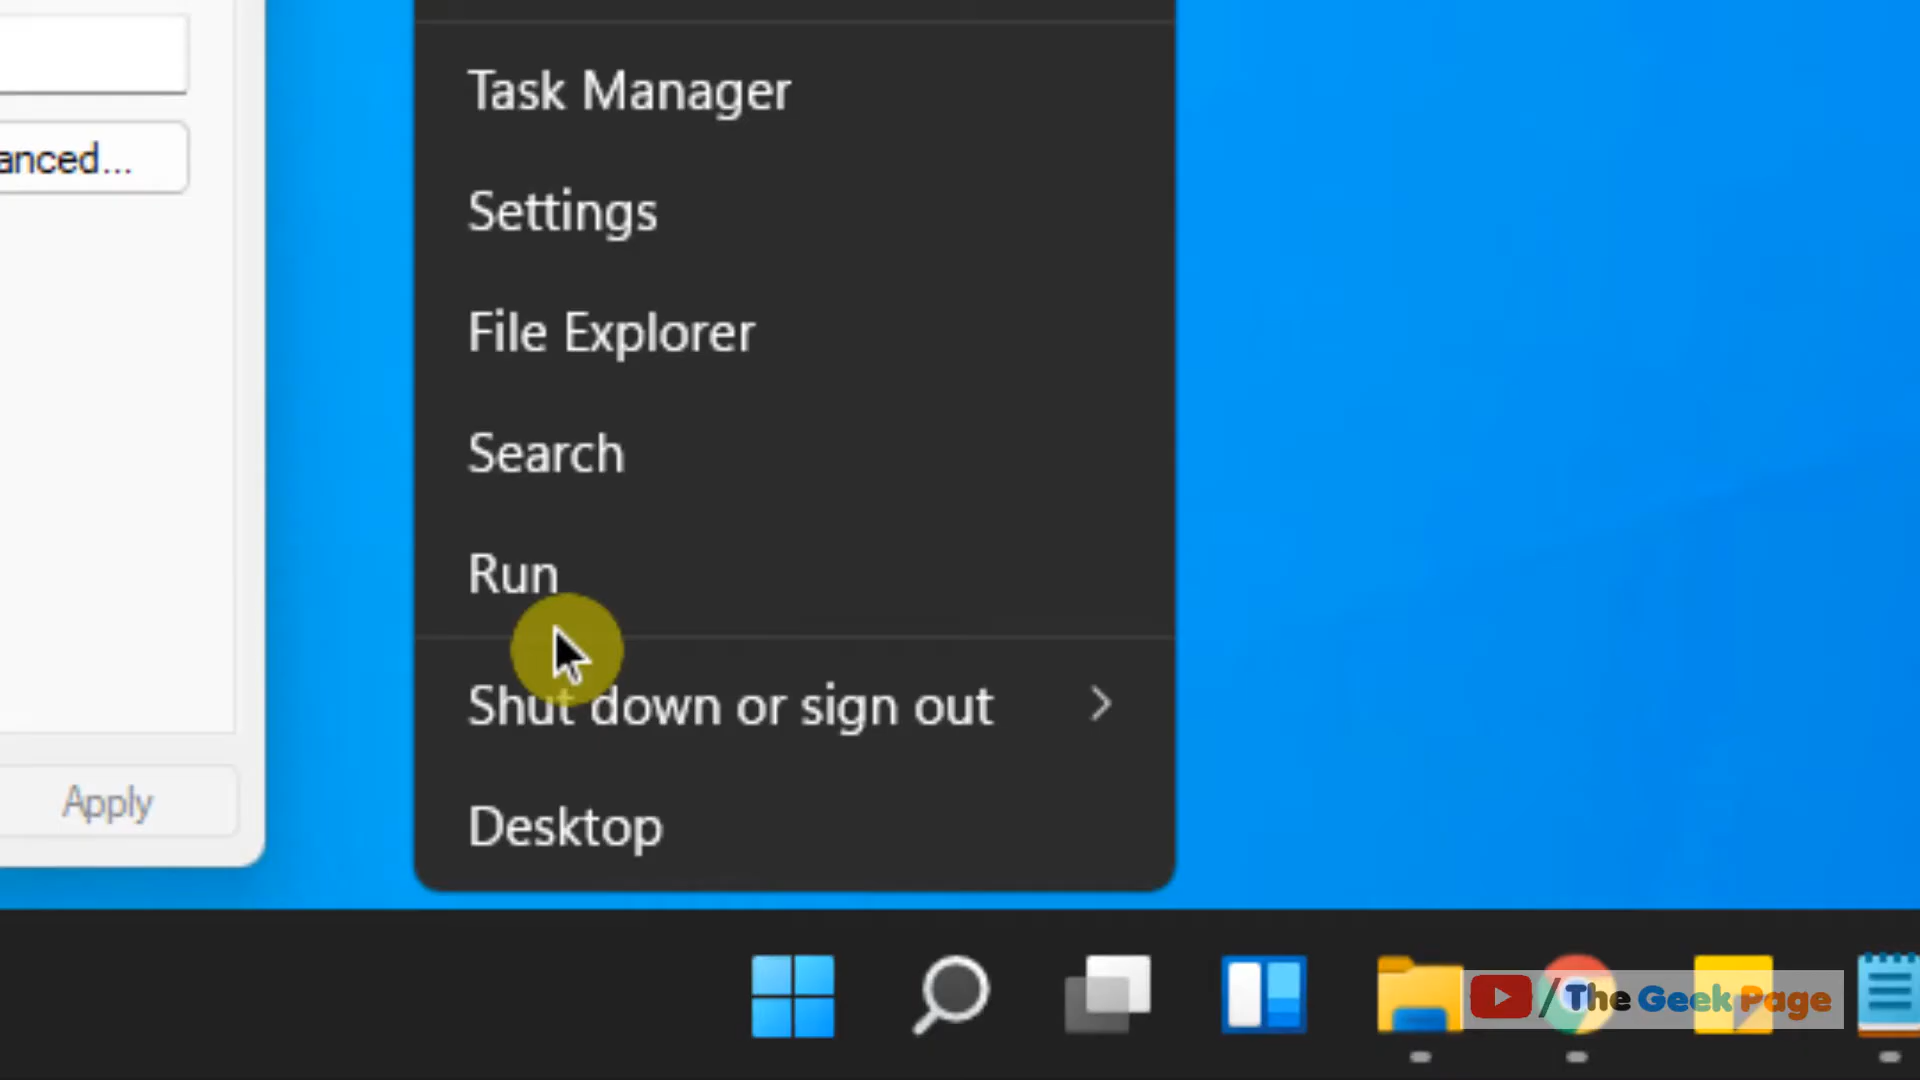 Task Manager
anced...
Settings
File Explorer
Search
Run
Shut down or sign out
Apply
Desktop
/The Geek Page